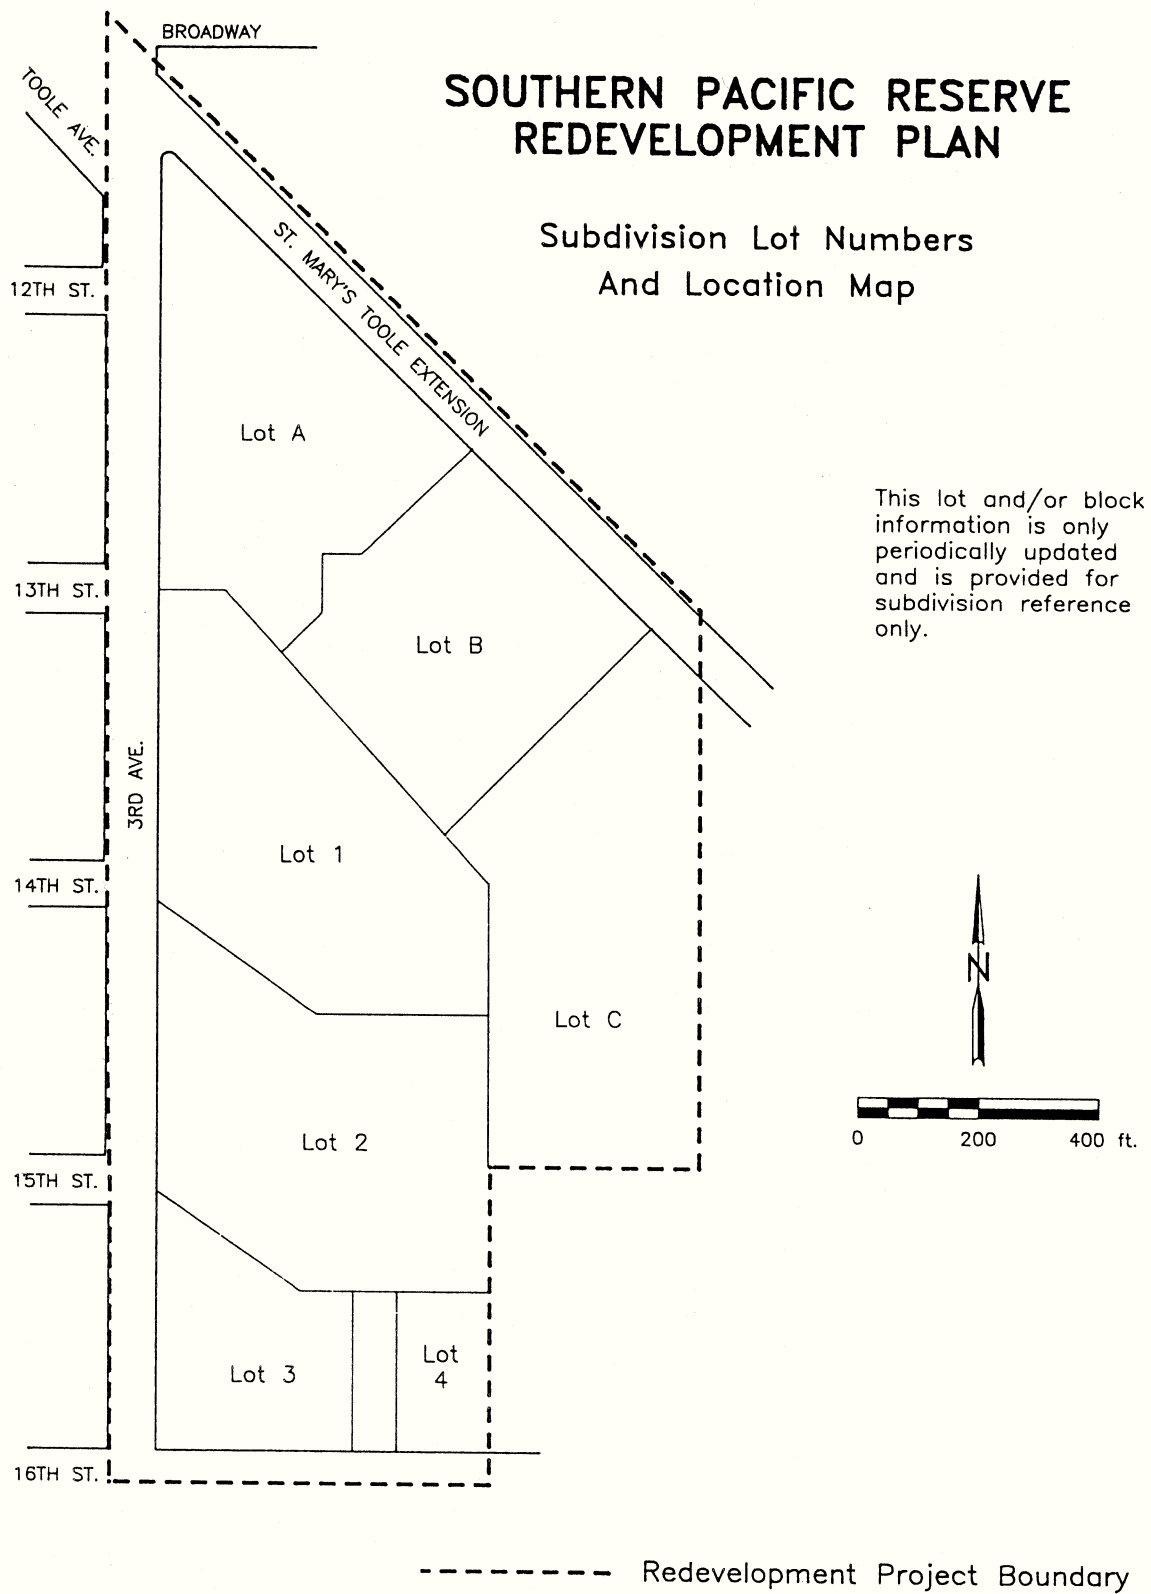 BROADWAY
TOOLE AVE.
SOUTHERN PACIFIC RESERVE
REDEVELOPMENT PLAN
Subdivision Lot Numbers
And Location Map
ST. MARY'S TOOLE EXTENSION
12TH ST.
Lot A
This lot and/or block
information is only
periodically updated
and is provided for
subdivision reference
only.
13TH ST.
Lot B
3RD AVE.
Lot 1
14TH ST.
N
Lot C
0 200 400 ft.
Lot 2
15TH ST.
Lot 3
Lot
4
16TH ST.
Redevelopment Project Boundary